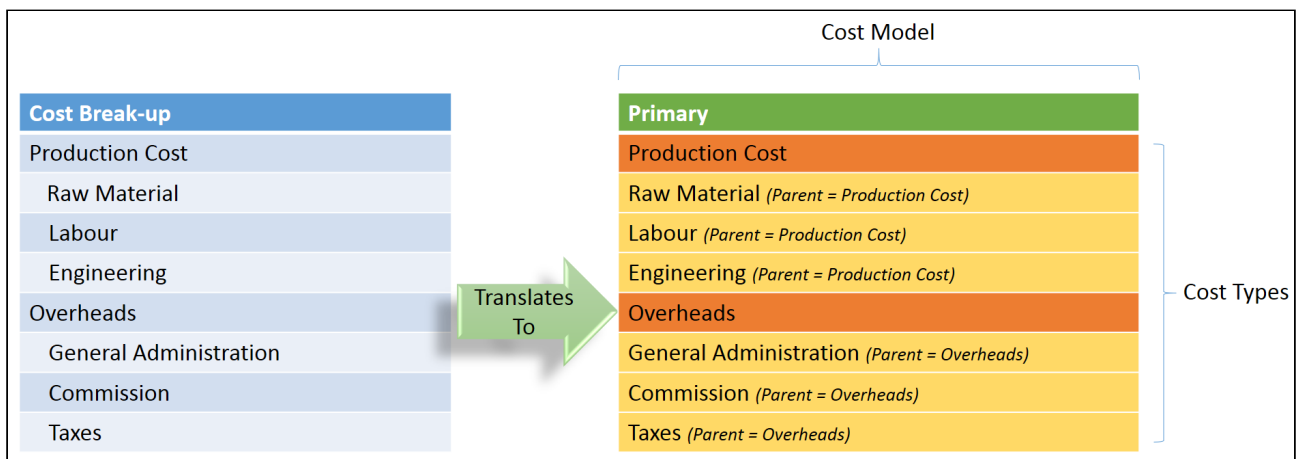 Cost Model
Cost Break-up
Production Cost
Raw Material
Labour
Engineering
Overheads
General Administration
Commission
Taxes
Translates
To
Primary
Production Cost
Raw Material (Parent = Production Cost)
Labour (Parent = Production Cost)
Engineering (Parent = Production Cost)
Overheads
General Administration (Parent = Overheads)
Commission (Parent = Overheads)
Taxes (Parent = Overheads)
Cost Types